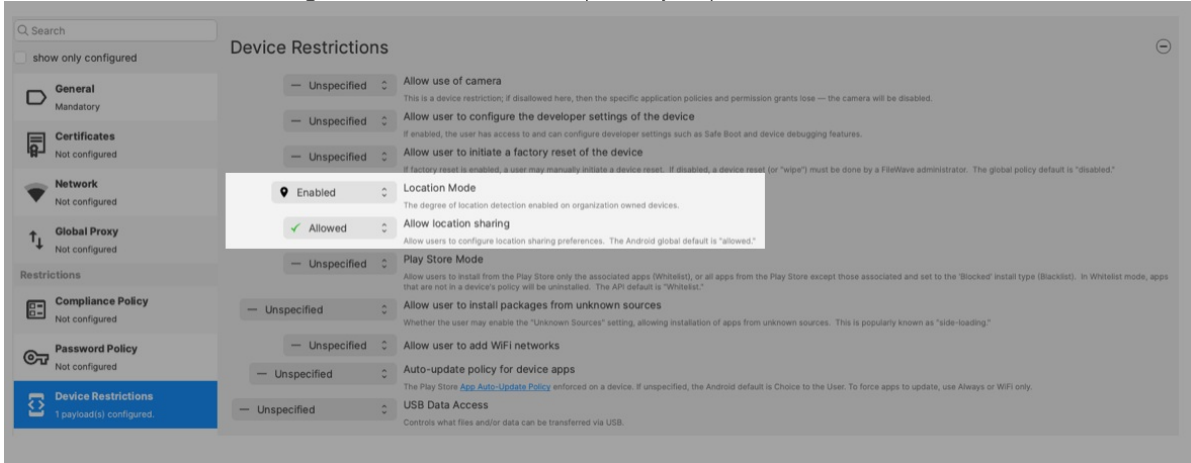 Search
show only configured
General
Mandatory
Certificates
Not configured
Network
Not configured
Global Proxy
Not configured
Restrictions
Compliance Policy
Not configured
Password Policy
Not configured
Device Restrictions
1 payload(s) configured.
Device Restrictions
— Unspecified
Allow use of camera
This is a device restriction; if disallowed here, then the specific application policies and permission grants lose — the camera will be disabled.
— Unspecified
Allow user to configure the developer settings of the device
If enabled, the user has access to and can configure developer settings such as Safe Boot and device debugging features.
— Unspecified
Allow user to initiate a factory reset of the device
If factory reset is enabled, a user may manually initiate a device reset. If disabled, a device reset (or "wipe") must be done by a FileWave administrator. The global policy default is "disabled."
Enabled
Location Mode
The degree of location detection enabled on organization owned devices.
Allowed
Allow location sharing
Allow users to configure location sharing preferences. The Android global default is "allowed."
— Unspecified
Play Store Mode
Allow users to install from the Play Store only the associated apps (Whitelist), or all apps from the Play Store except those associated and set to the 'Blocked' install type (Blacklist). In Whitelist mode, apps
that are not in a device's policy will be uninstalled. The API default is "Whitelist."
— Unspecified
Allow user to install packages from unknown sources
Whether the user may enable the "Unknown Sources" setting, allowing installation of apps from unknown sources. This is popularly known as "side-loading."
— Unspecified
Allow user to add WiFi networks
— Unspecified
Auto-update policy for device apps
The Play Store App Auto-Update Policy enforced on a device. If unspecified, the Android default is Choice to the User. To force apps to update, use Always or WiFi only.
— Unspecified
USB Data Access
Controls what files and/or data can be transferred via USB.